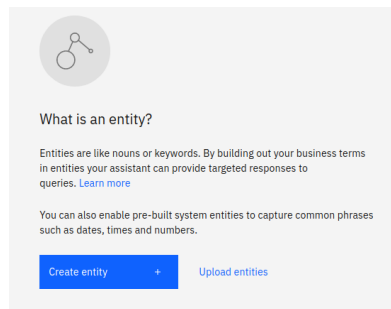 What is an entity?
Entities are like nouns or keywords. By building out your business terms
in entities your assistant can provide targeted responses to
queries. Learn more
You can also enable pre-built system entities to capture common phrases
such as dates, times and numbers.
Create entity +
Upload entities